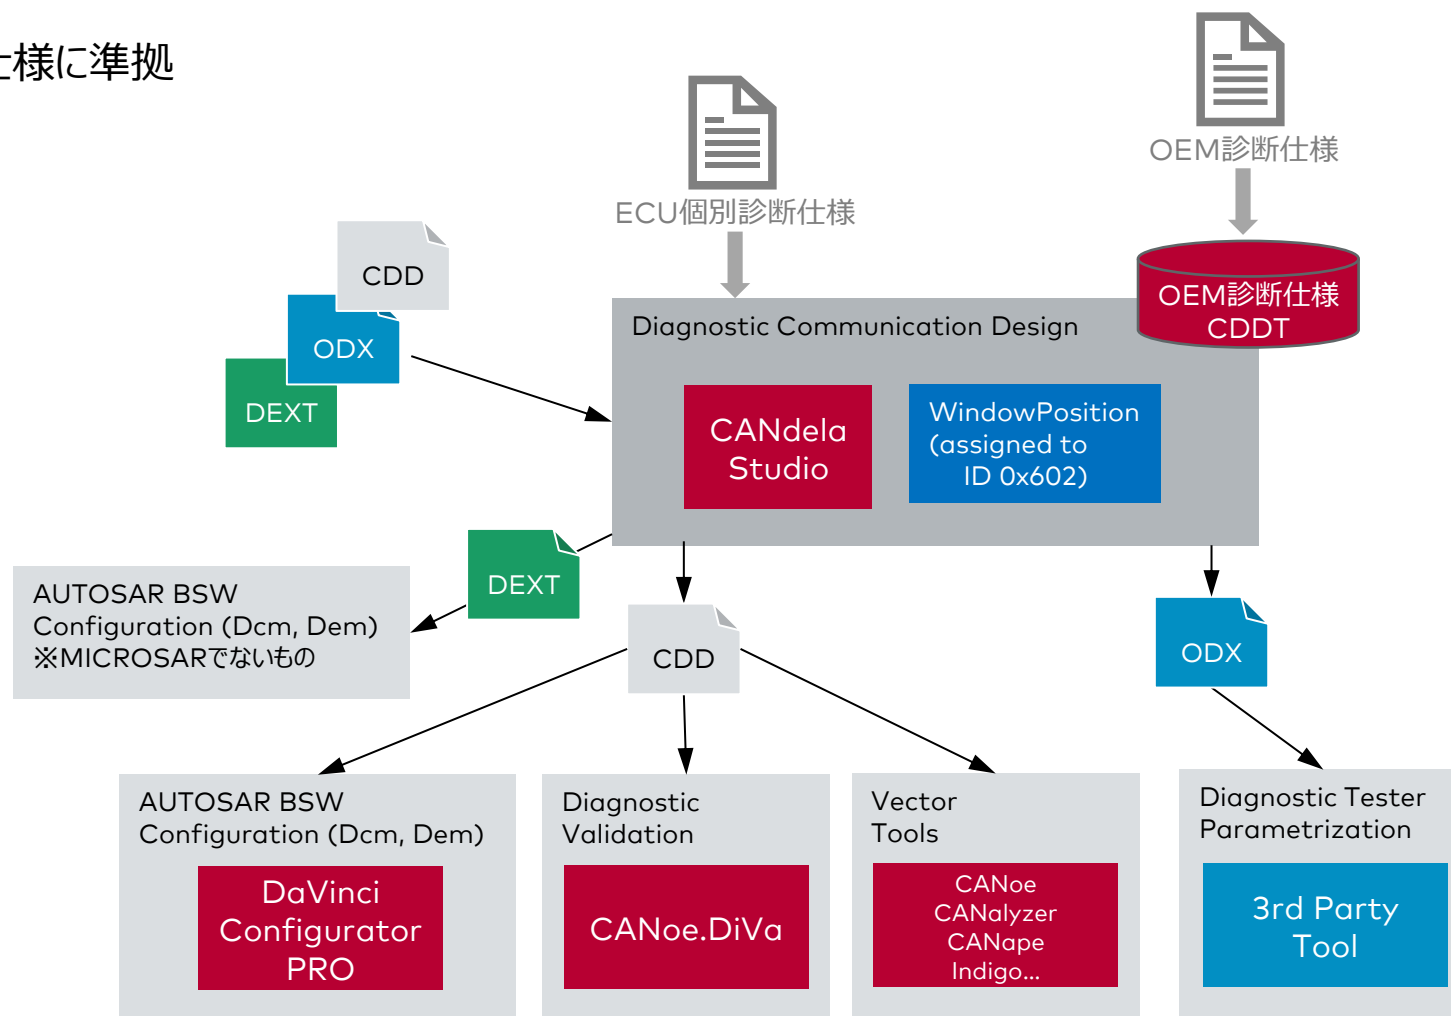 仕様に準拠
OEM診断仕様
ECU個別診断仕様
CDD
ODX
DEXT
OEM診断仕様
CDDT
Diagnostic Communication Design
CANdela
Studio
WindowPosition
(assigned to
ID 0x602)
DEXT
AUTOSAR BSW
Configuration (Dcm, Dem)
※MICROSARでないもの
CDD
ODX
AUTOSAR BSW
Configuration (Dcm, Dem)
DaVinci
Configurator
PRO
Diagnostic
Validation
CANoe.DiVa
Vector
Tools
CANoe
CANalyzer
CANape
Indigo...
Diagnostic Tester
Parametrization
3rd Party
Tool